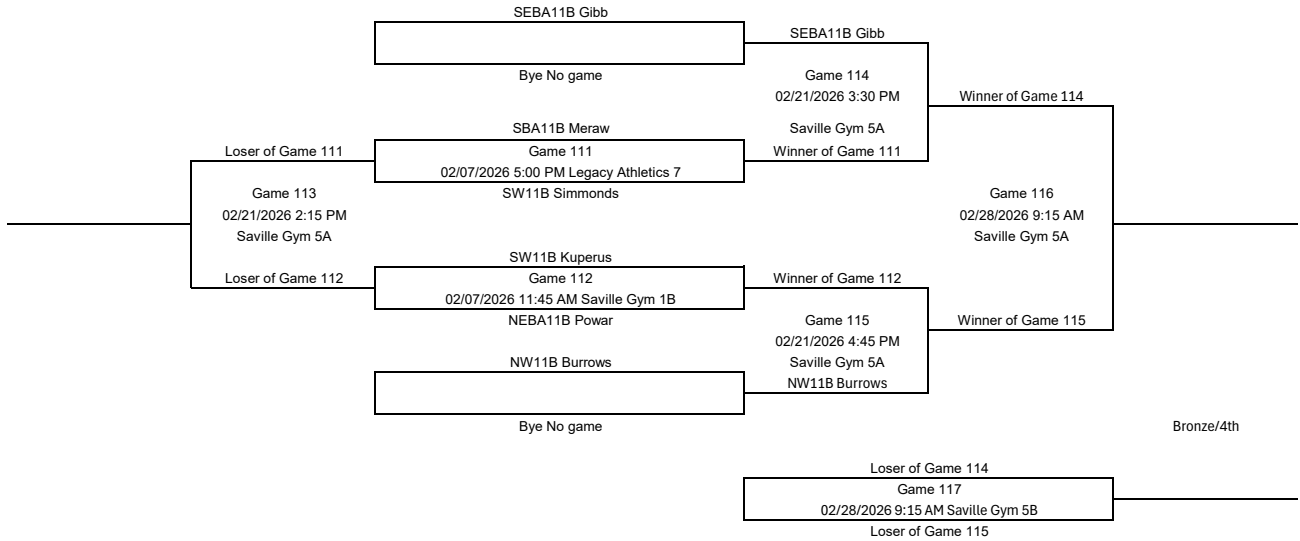 SEBA11B Gibb
SEBA11B Gibb
Bye No game
Game 114
02/21/2026 3:30 PM
Winner of Game 114
SBA11B Meraw
Saville Gym 5A
Loser of Game 111
Game 111
Winner of Game 111
02/07/2026 5:00 PM Legacy Athletics 7
Game 113
SW11B Simmonds
Game 116
02/21/2026 2:15 PM
02/28/2026 9:15 AM
Saville Gym 5A
Saville Gym 5A
SW11B Kuperus
Loser of Game 112
Game 112
Winner of Game 112
02/07/2026 11:45 AM Saville Gym 1B
NEBA11B Powar
Game 115
Winner of Game 115
02/21/2026 4:45 PM
NW11B Burrows
Saville Gym 5A
NW11B Burrows
Bye No game
Bronze/4th
Loser of Game 114
Game 117
02/28/2026 9:15 AM Saville Gym 5B
Loser of Game 115